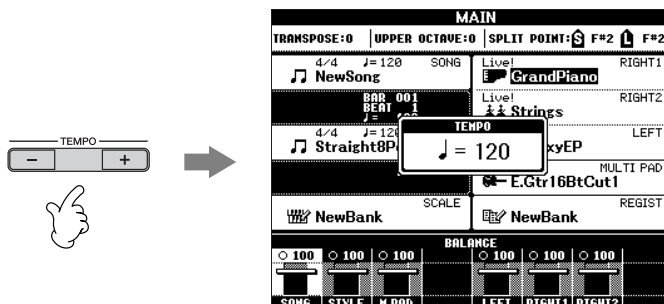 TEMPO
– +
MAIN
TRANSPOSE:0 UPPER OCTAVE:0 SPLIT POINT: S F#2 L F#2
4/4 ♩=120 SONG
NewSong
BAR 001
BEAT 1
Live! RIGHT1
GrandPiano
Live! RIGHT2
Strings
4/4 ♩=120
Straight8
TEMPO
♩ = 120
LEFT
xyEP
MULTI PAD
E.Gtr16BtCut1
SCALE
NewBank
REGIST
NewBank
BALANCE
100 100 100 100 100 100
SONG STYLE M.PAD LEFT RIGHT1 RIGHT2